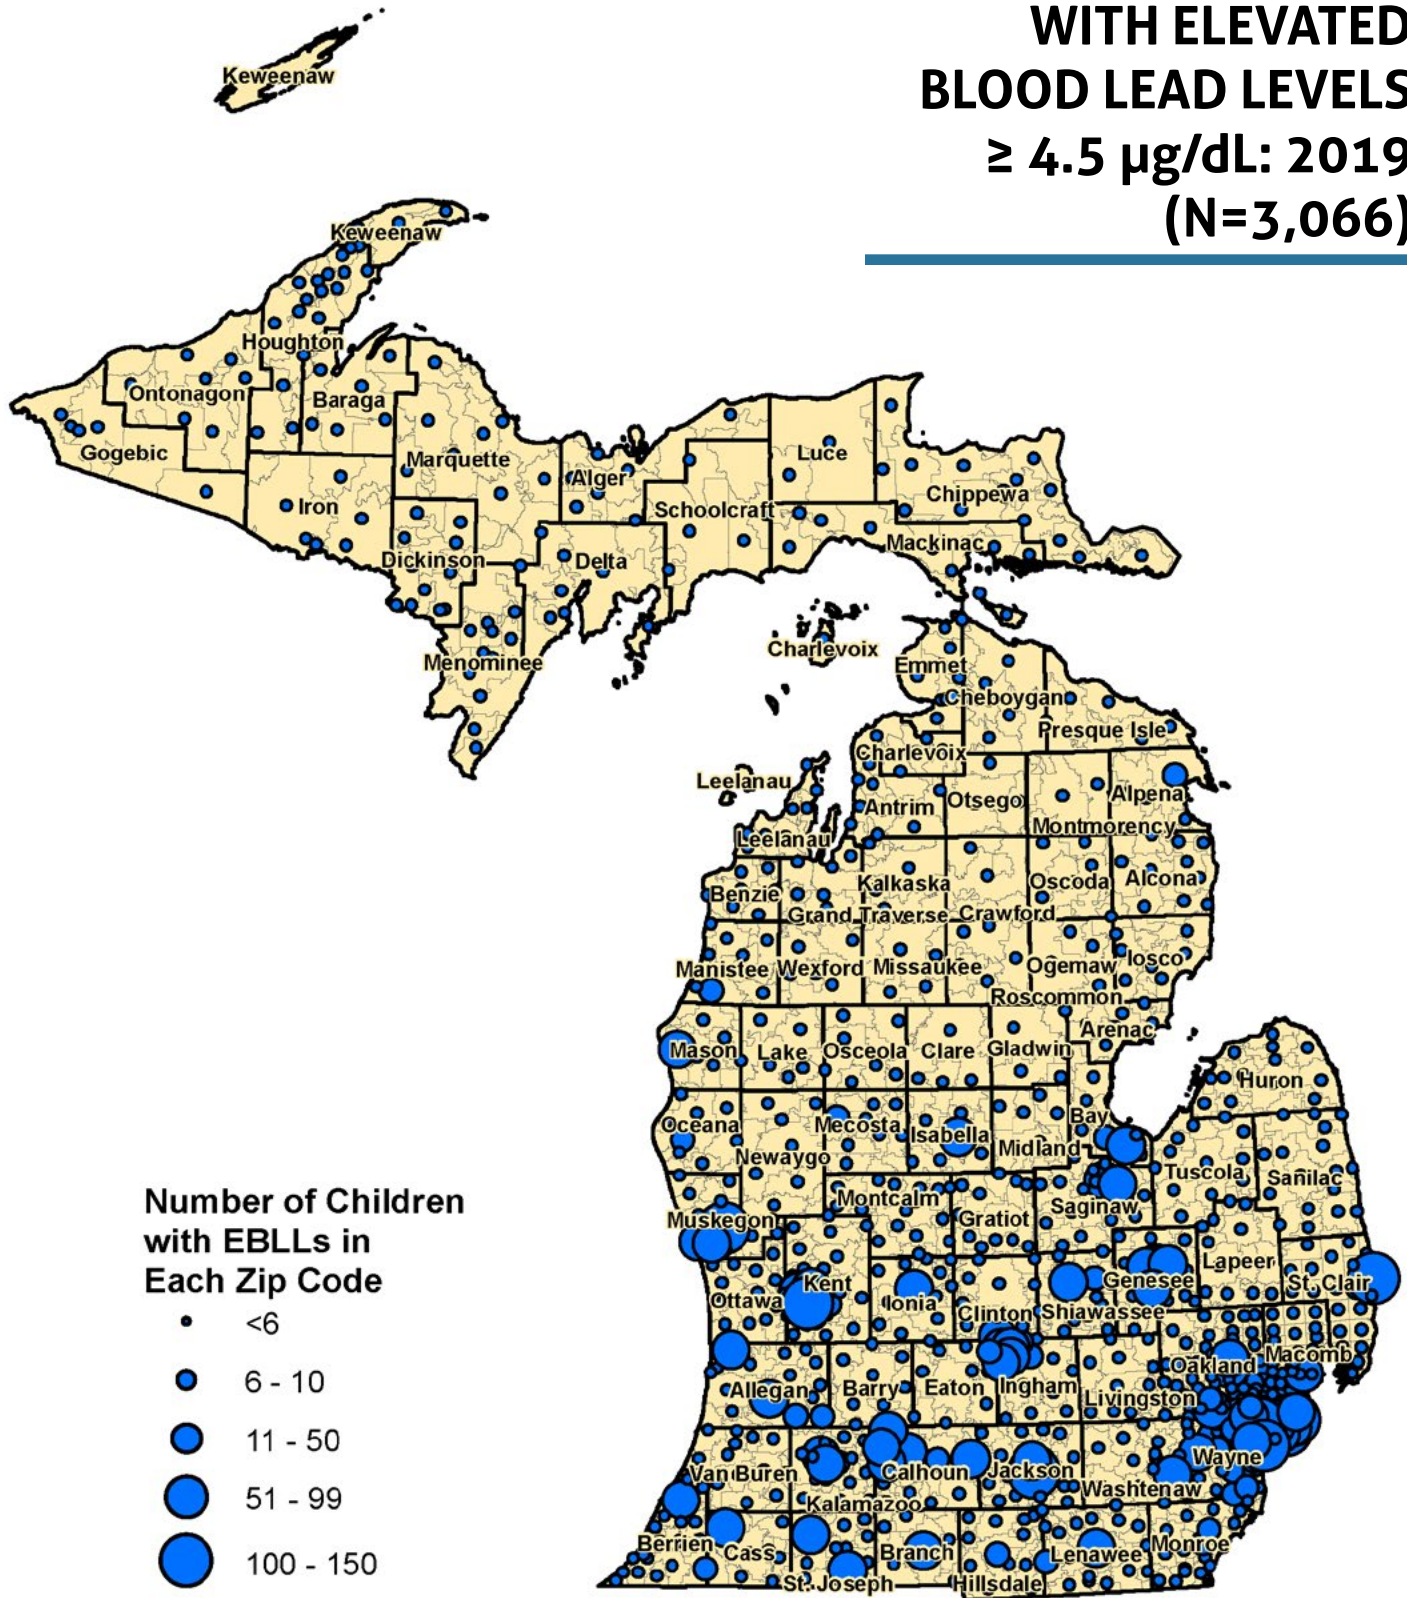 WITH ELEVATED
BLOOD LEAD LEVELS
≥ 4.5 µg/dL: 2019
(N=3,066)
Keweenaw
Keweenaw
Houghton
Ontonagon
Baraga
Gogebic
Marquette
Alger
Luce
Iron
Schoolcraft
Chippewa
Dickinson
Delta
Mackinac
Menominee
Charlevoix
Emmet
Cheboygan
Presque Isle
Charlevoix
Leelanau
Antrim
Otsego
Alpena
Montmorency
Leelanau
Benzie
Kalkaska
Oscoda
Alcona
Grand Traverse
Crawford
Manistee
Wexford
Missaukee
Ogemaw
Iosco
Roscommon
Arenac
Mason
Lake
Osceola
Clare
Gladwin
Huron
Oceana
Mecosta
Isabella
Bay
Newaygo
Midland
Tuscola
Sanilac
Montcalm
Muskegon
Gratiot
Saginaw
Ottawa
Kent
Ionia
Clinton
Shiawassee
Genesee
Lapeer
St. Clair
Allegan
Barry
Eaton
Ingham
Livingston
Oakland
Macomb
Van Buren
Kalamazoo
Calhoun
Jackson
Washtenaw
Wayne
Berrien
Cass
St. Joseph
Branch
Hillsdale
Lenawee
Monroe
Number of Children
with EBLLs in
Each Zip Code
<6
6 - 10
11 - 50
51 - 99
100 - 150